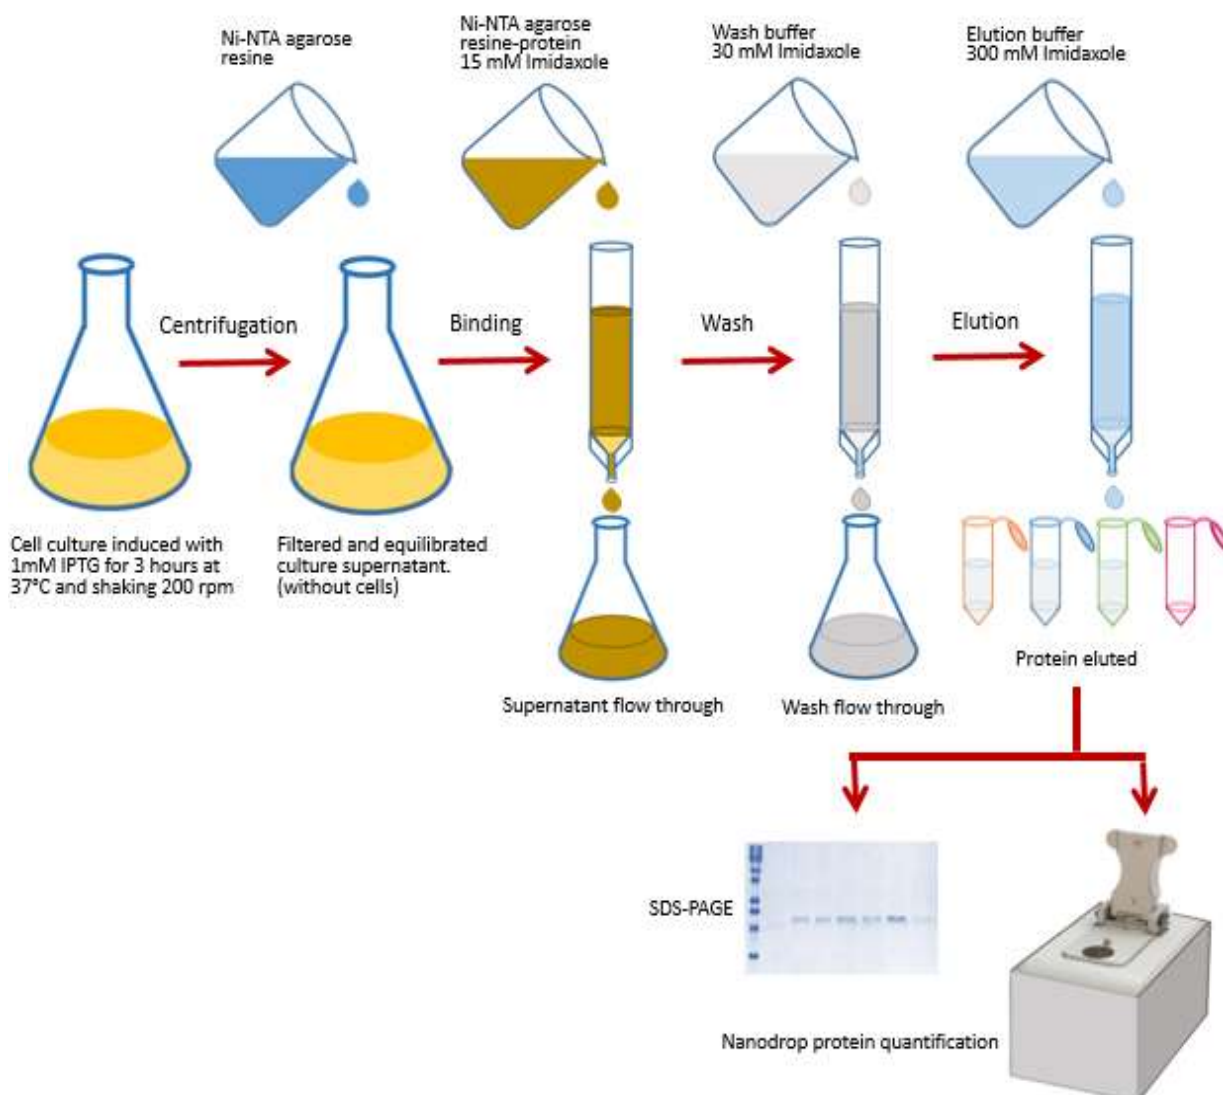 Ni-NTA agarose
resine
Ni-NTA agarose
resine-protein
15 mM Imidaxole
Wash buffer
30 mM Imidaxole
Elution buffer
300 mM Imidaxole
Centrifugation
Binding
Wash
Elution
Cell culture induced with
1mM IPTG for 3 hours at
37°C and shaking 200 rpm
Filtered and equilibrated
culture supernatant.
(without cells)
Supernatant flow through
Wash flow through
Protein eluted
SDS-PAGE
Nanodrop protein quantification